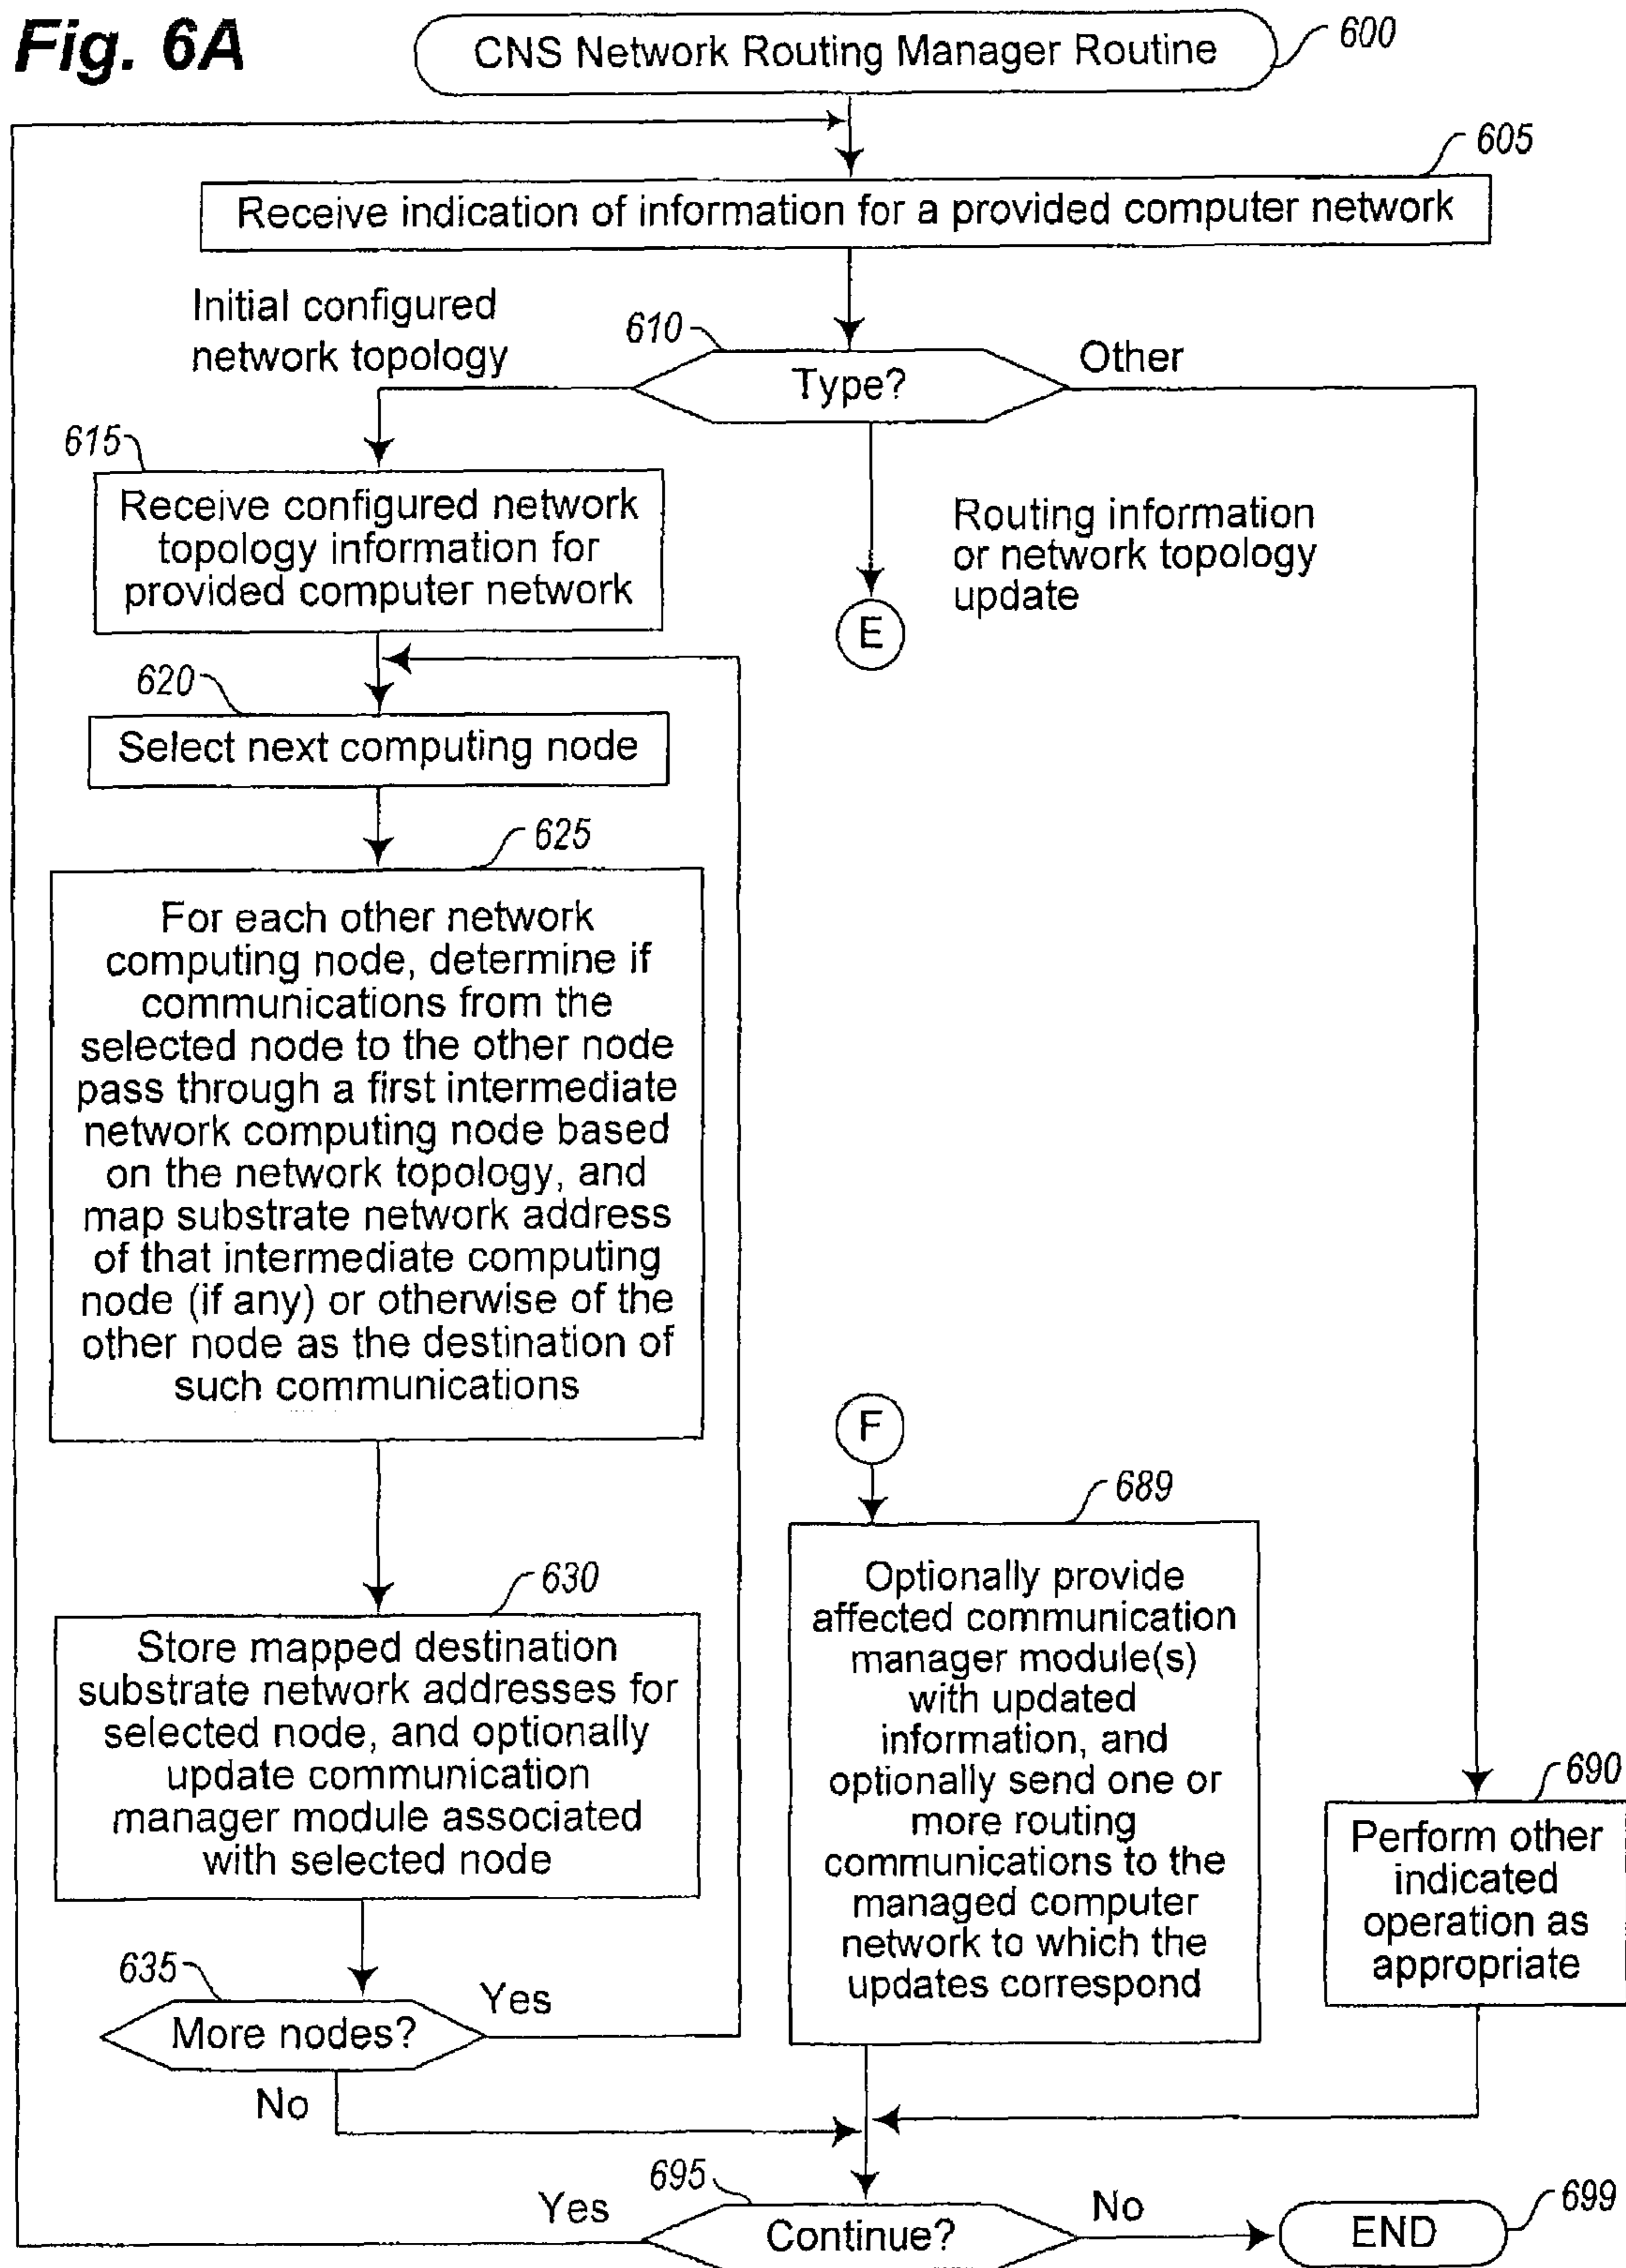 Fig. 6A
CNS Network Routing Manager Routine
600
605
Receive indication of information for a provided computer network
Initial configured
network topology
610
Type?
Other
615
Receive configured network
topology information for
provided computer network
Routing information
or network topology
update
E
620
Select next computing node
625
For each other network
computing node, determine if
communications from the
selected node to the other node
pass through a first intermediate
network computing node based
on the network topology, and
map substrate network address
of that intermediate computing
node (if any) or otherwise of the
other node as the destination of
such communications
F
630
Store mapped destination
substrate network addresses for
selected node, and optionally
update communication
manager module associated
with selected node
689
Optionally provide
affected communication
manager module(s)
with updated
information, and
optionally send one or
more routing
communications to the
managed computer
network to which the
updates correspond
690
Perform other
indicated
operation as
appropriate
635
More nodes?
Yes
No
695
Yes
Continue?
No
END
699